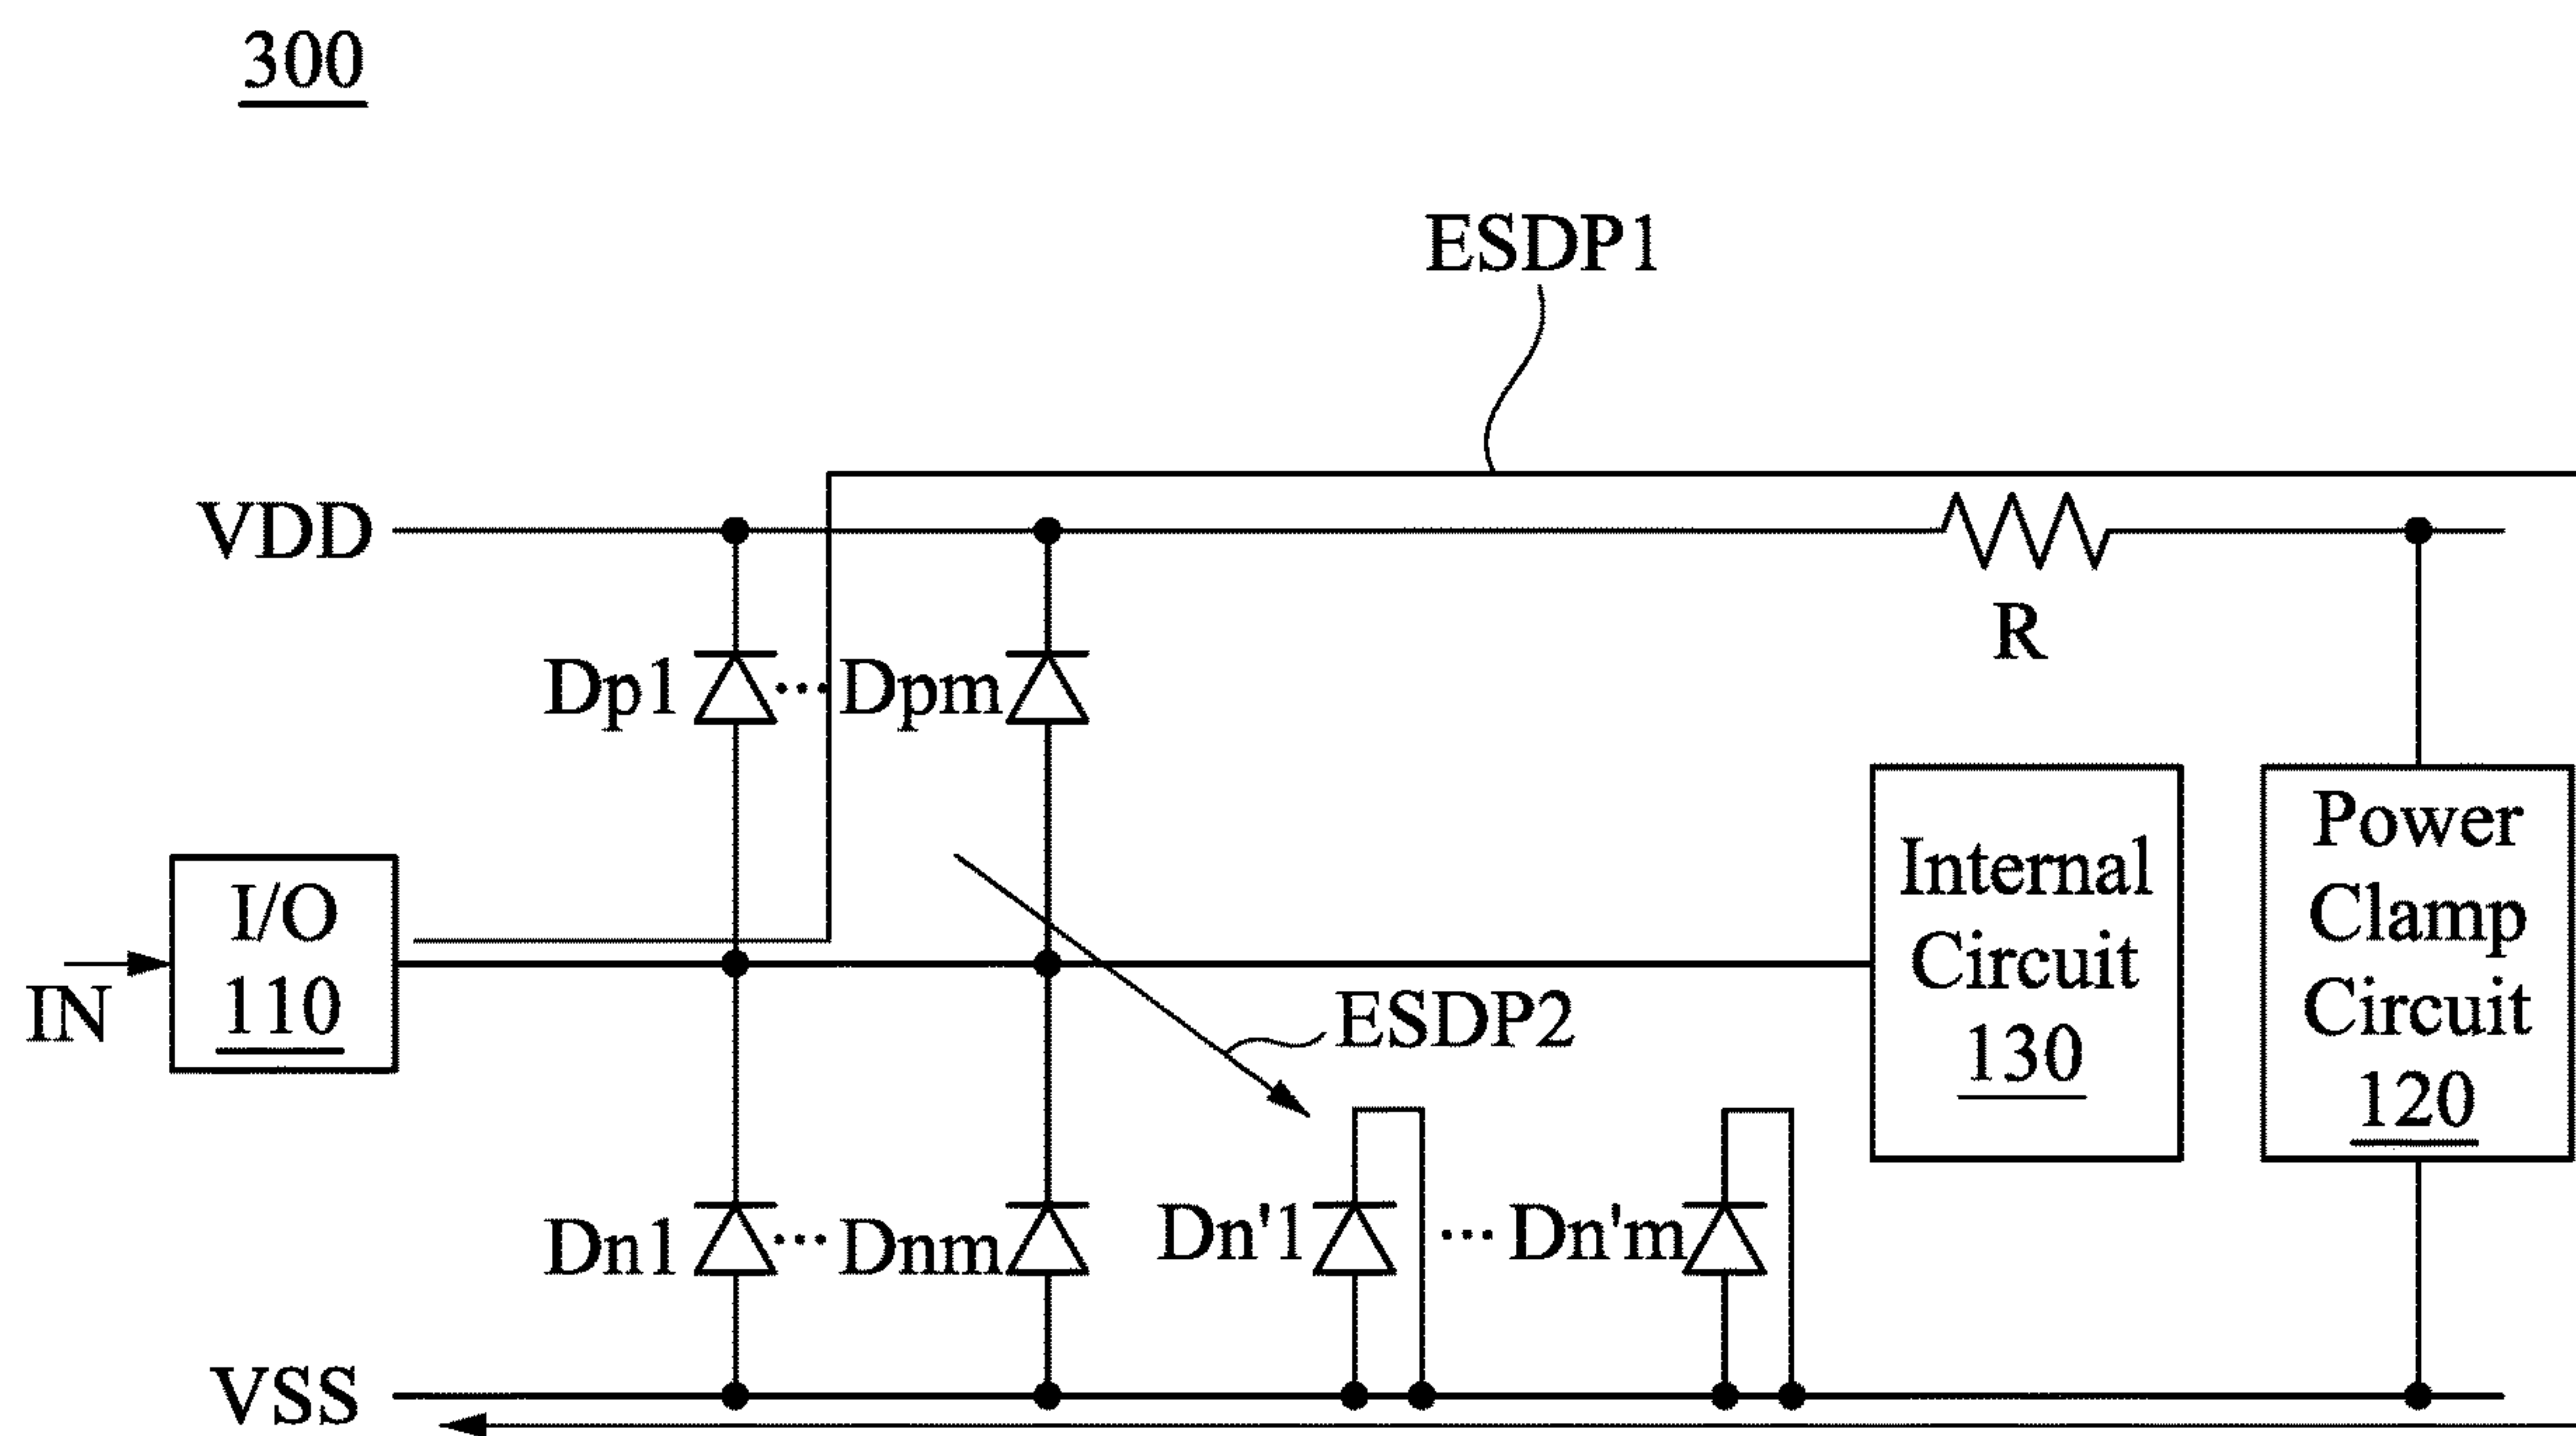 300
ESDP1
VDD
R
Dp1 ... Dpm
I/O
110
IN
Internal
Circuit
130
Power
Clamp
Circuit
120
ESDP2
Dn1 ... Dnm
Dn'1 ... Dn'm
VSS